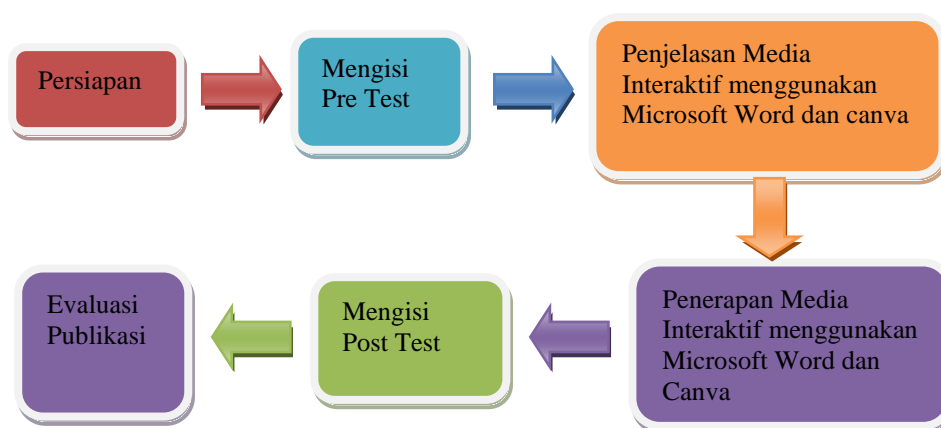 Persiapan
Mengisi
Pre Test
Penjelasan Media
Interaktif menggunakan
Microsoft Word dan canva
Penerapan Media
Interaktif menggunakan
Microsoft Word dan
Canva
Mengisi
Post Test
Evaluasi
Publikasi